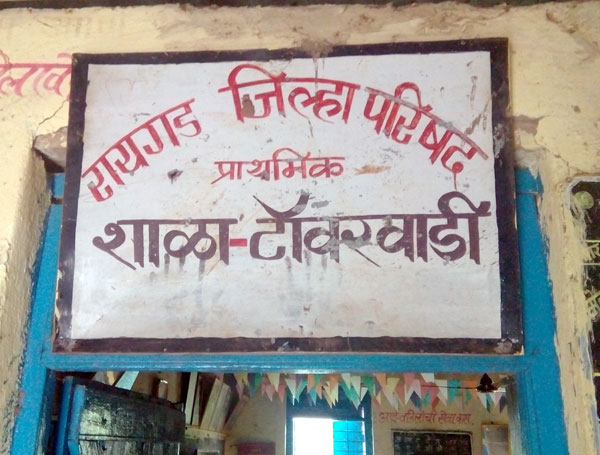 रायगड जिल्हा परिषद
प्राथमिक
शाळा-टॉवरवाडी